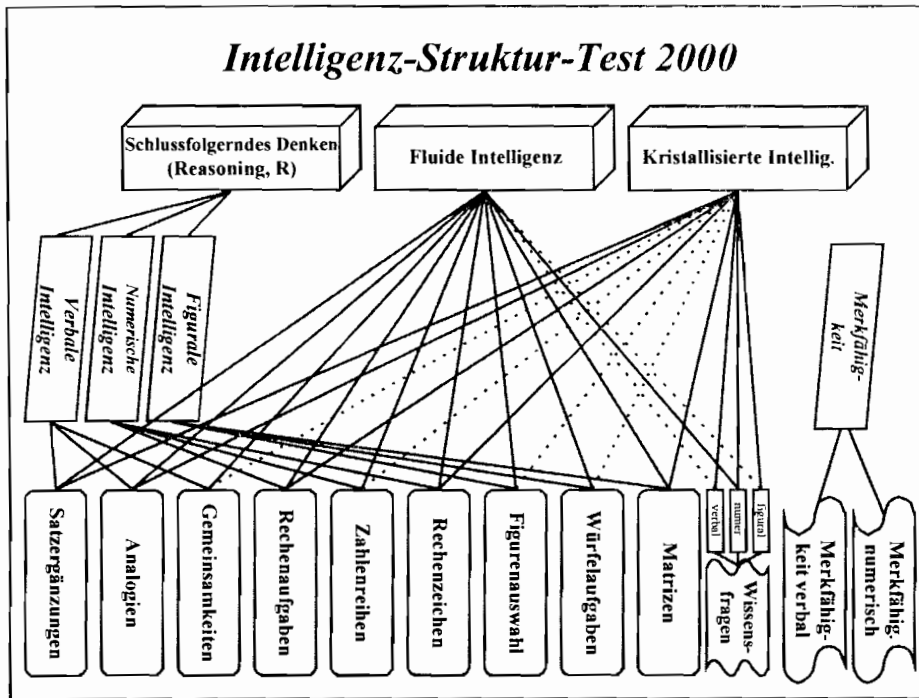 Intelligenz-Struktur-Test 2000
Schlussfolgerndes Denken
(Reasoning, R)
Fluide Intelligenz
Kristallisierte Intellig.
Verbale
Intelligenz
Numerische
Intelligenz
Figurale
Intelligenz
Merkfähig-
keit
Satzergänzungen
Analogien
Gemeinsamkeiten
Rechenaufgaben
Zahlenreihen
Rechenzeichen
Figurenauswahl
Würfelaufgaben
Matrizen
verbal
numer
figural
Wissens-
fragen
Merkfähig-
keit verbal
Merkfähig.
numerisch